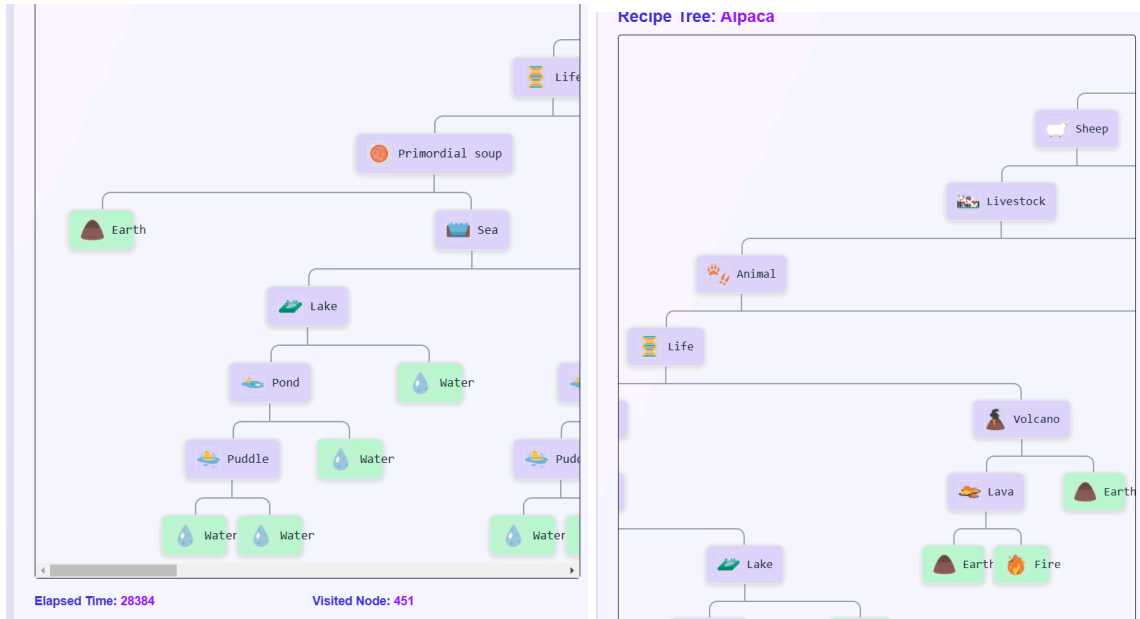 Life
Primordial soup
Earth
Sea
Lake
Pond
Water
Puddle
Water
Water
Water
Elapsed Time: 28384
Visited Node: 451
Recipe Tree: Alpaca
Sheep
Livestock
Animal
Life
Volcano
Lava
Earth
Lake
Earth
Fire